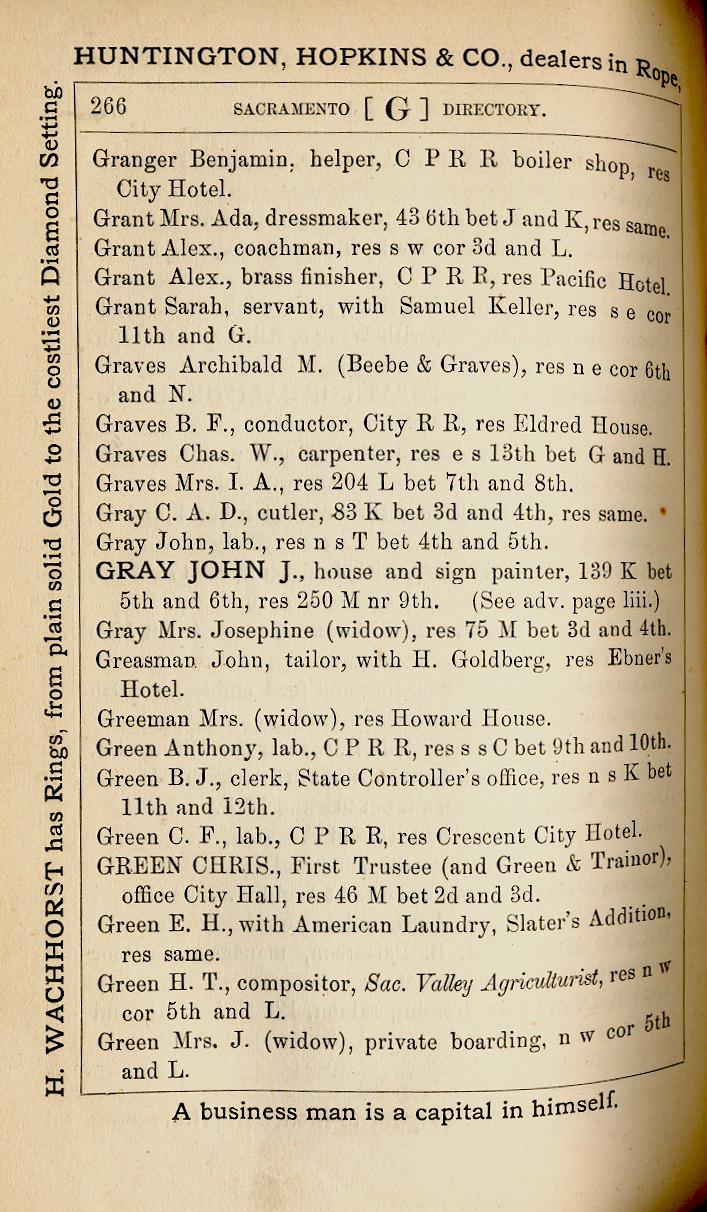 HUNTINGTON, HOPKINS & CO., dealers in Rope,
H. WACHHORST has Rings, from plain solid Gold to the costliest Diamond Setting.
266 SACRAMENTO [ G ] DIRECTORY.
Granger Benjamin, helper, C P R R boiler shop, res
City Hotel.
Grant Mrs. Ada, dressmaker, 43 6th bet J and K, res same.
Grant Alex., coachman, res s w cor 3d and L.
Grant Alex., brass finisher, C P R R, res Pacific Hotel.
Grant Sarah, servant, with Samuel Keller, res s e cor
11th and G.
Graves Archibald M. (Beebe & Graves), res n e cor 6th
and N.
Graves B. F., conductor, City R R, res Eldred House.
Graves Chas. W., carpenter, res e s 13th bet G and H.
Graves Mrs. I. A., res 204 L bet 7th and 8th.
Gray C. A. D., cutler, 83 K bet 3d and 4th, res same.
Gray John, lab., res n s T bet 4th and 5th.
GRAY JOHN J., house and sign painter, 139 K bet
5th and 6th, res 250 M nr 9th. (See adv. page liii.)
Gray Mrs. Josephine (widow), res 75 M bet 3d and 4th.
Greasman John, tailor, with H. Goldberg, res Ebner's
Hotel.
Greeman Mrs. (widow), res Howard House.
Green Anthony, lab., C P R R, res s s C bet 9th and 10th.
Green B. J., clerk, State Controller's office, res n s K bet
11th and 12th.
Green C. F., lab., C P R R, res Crescent City Hotel.
GREEN CHRIS., First Trustee (and Green & Trainor),
office City Hall, res 46 M bet 2d and 3d.
Green E. H., with American Laundry, Slater's Addition,
res same.
Green H. T., compositor, Sac. Valley Agriculturist, res n w
cor 5th and L.
Green Mrs. J. (widow), private boarding, n w cor 5th
and L.
A business man is a capital in himself.